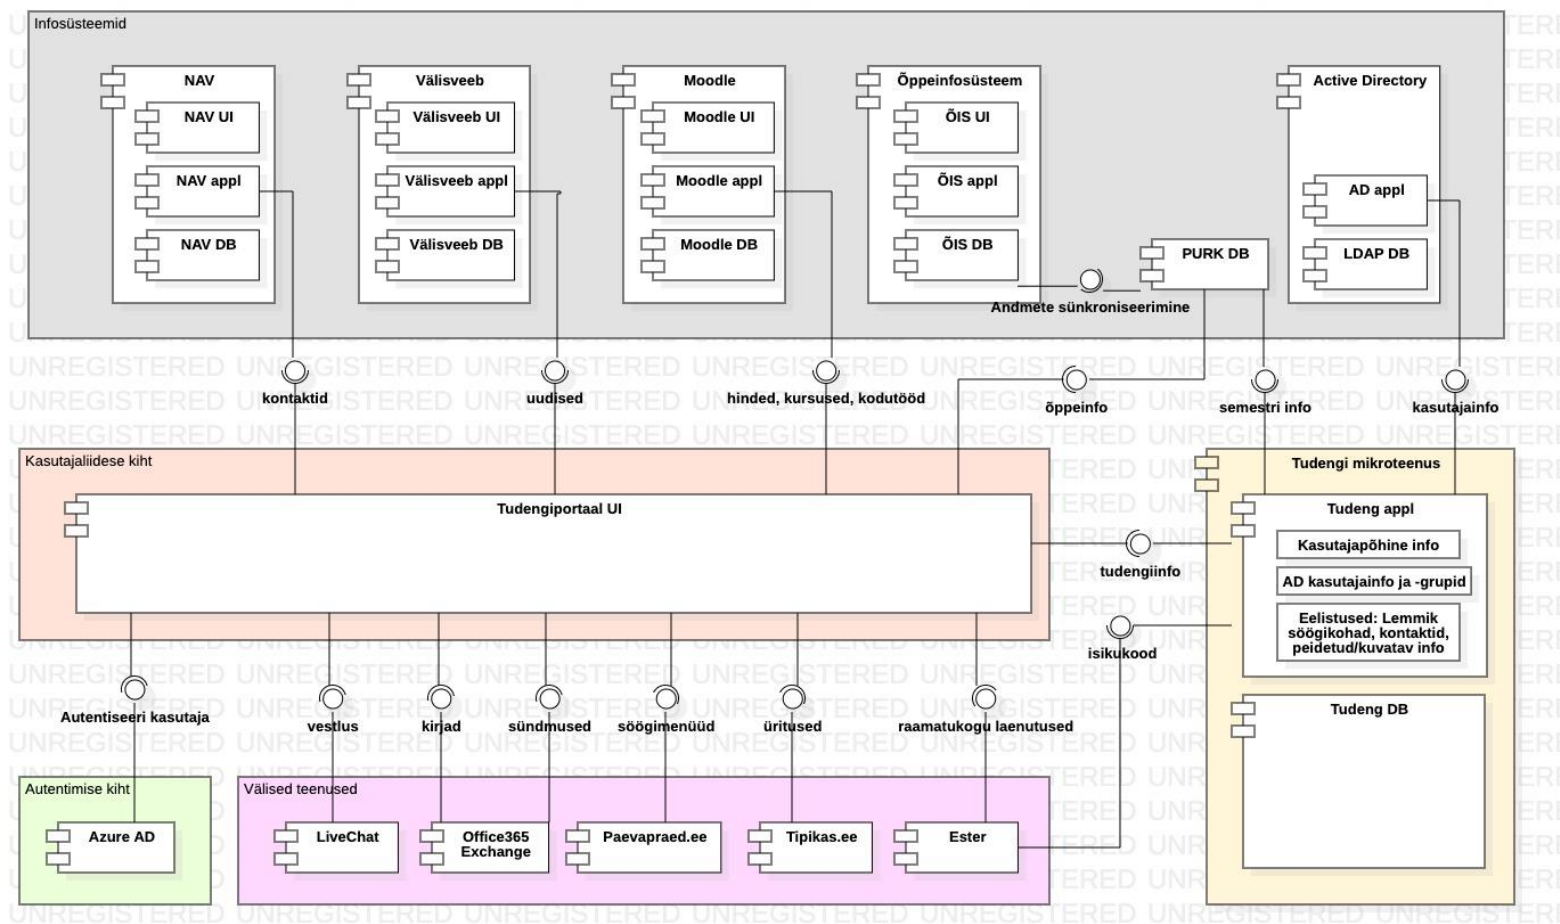 Infosüsteemid
NAV
NAV UI
NAV appl
NAV DB
Välisveeb
Välisveeb UI
Välisveeb appl
Välisveeb DB
Moodle
Moodle UI
Moodle appl
Moodle DB
Õppeinfosüsteem
ÕIS UI
ÕIS appl
ÕIS DB
Andmete sünkroniseerimine
PURK DB
Active Directory
AD appl
LDAP DB
kontaktid
uudised
hinded, kursused, kodutööd
õppeinfo
semestri info
kasutajainfo
Kasutajaliidese kiht
Tudengiportaal UI
tudengiinfo
isikukood
Tudengi mikroteenus
Tudeng appl
Kasutajapõhine info
AD kasutajainfo ja -grupid
Eelistused: Lemmik
söögikohad, kontaktid,
peidetud/kuvatav info
Tudeng DB
Autentiseeri kasutaja
vestlus
kirjad
sündmused
söögimenüüd
üritused
raamatukogu laenutused
Autentimise kiht
Azure AD
Välised teenused
LiveChat
Office365
Exchange
Paevapraed.ee
Tipikas.ee
Ester
UNREGISTERED UNREGISTERED UNREGISTERED UNREGISTERED UNREGISTERED UNREGISTERED